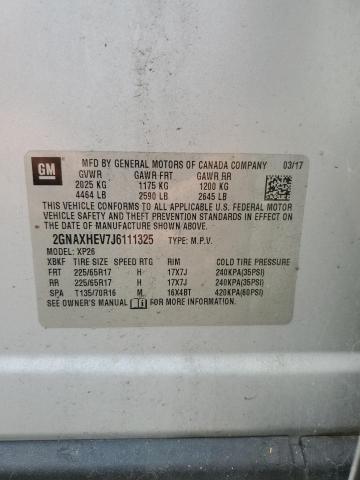 GM
MFD BY GENERAL MOTORS OF CANADA COMPANY 03/17
GVWR GAWR FRT GAWR RR
2025 KG 1175 KG 1200 KG
4464 LB 2590 LB 2645 LB
THIS VEHICLE CONFORMS TO ALL APPLICABLE U.S. FEDERAL MOTOR
VEHICLE SAFETY AND THEFT PREVENTION STANDARDS IN EFFECT ON
THE DATE OF MANUFACTURE SHOWN ABOVE.
2GNAXHEV7J6111325 TYPE: M.P.V.
MODEL: XP26
XBKF TIRE SIZE SPEED RTG RIM COLD TIRE PRESSURE
FRT 225/65R17 H 17X7J 240KPA(35PSI)
RR 225/65R17 H 17X7J 240KPA(35PSI)
SPA T135/70R16 M 16X4BT 420KPA(60PSI)
SEE OWNER'S MANUAL FOR MORE INFORMATION.